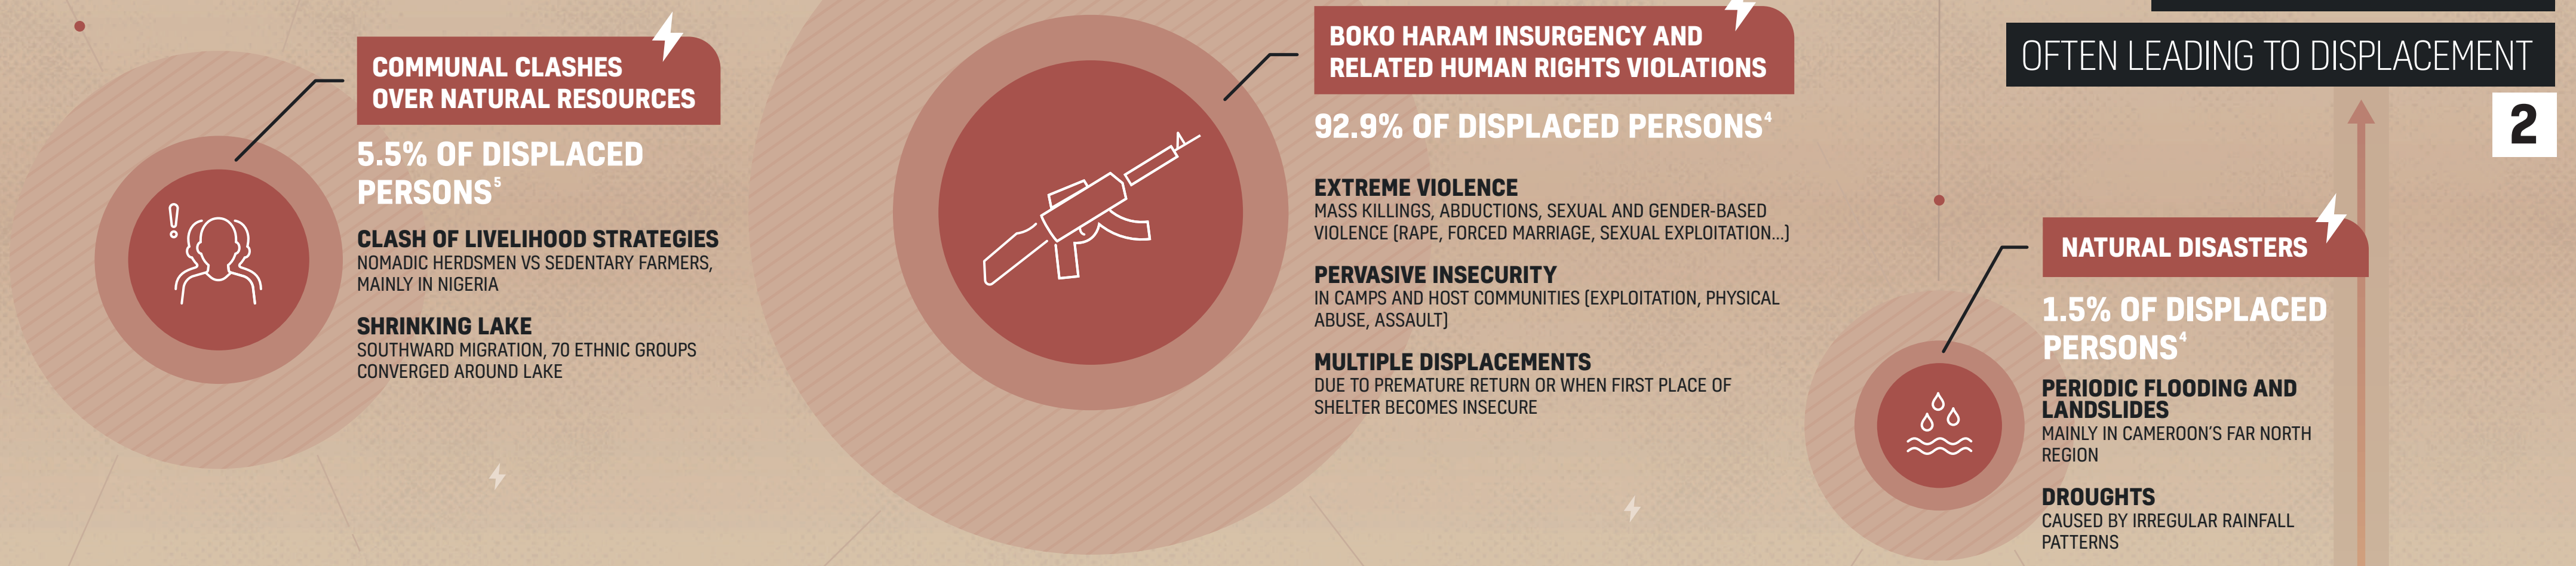 COMMUNAL CLASHES
OVER NATURAL RESOURCES
5.5% OF DISPLACED
PERSONS⁵
CLASH OF LIVELIHOOD STRATEGIES
NOMADIC HERDSMEN VS SEDENTARY FARMERS,
MAINLY IN NIGERIA
SHRINKING LAKE
SOUTHWARD MIGRATION, 70 ETHNIC GROUPS
CONVERGED AROUND LAKE
BOKO HARAM INSURGENCY AND
RELATED HUMAN RIGHTS VIOLATIONS
92.9% OF DISPLACED PERSONS⁴
EXTREME VIOLENCE
MASS KILLINGS, ABDUCTIONS, SEXUAL AND GENDER-BASED
VIOLENCE (RAPE, FORCED MARRIAGE, SEXUAL EXPLOITATION...)
PERVASIVE INSECURITY
IN CAMPS AND HOST COMMUNITIES (EXPLOITATION, PHYSICAL
ABUSE, ASSAULT)
MULTIPLE DISPLACEMENTS
DUE TO PREMATURE RETURN OR WHEN FIRST PLACE OF
SHELTER BECOMES INSECURE
OFTEN LEADING TO DISPLACEMENT
2
NATURAL DISASTERS
1.5% OF DISPLACED
PERSONS⁴
PERIODIC FLOODING AND
LANDSLIDES
MAINLY IN CAMEROON'S FAR NORTH
REGION
DROUGHTS
CAUSED BY IRREGULAR RAINFALL
PATTERNS